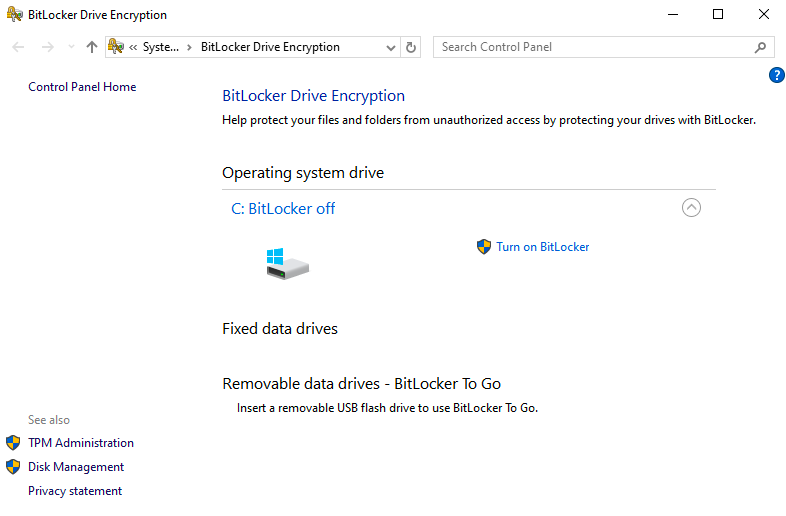 BitLocker Drive Encryption
« Syste... › BitLocker Drive Encryption
Search Control Panel
Control Panel Home
BitLocker Drive Encryption
Help protect your files and folders from unauthorized access by protecting your drives with BitLocker.
Operating system drive
C: BitLocker off
Turn on BitLocker
Fixed data drives
Removable data drives - BitLocker To Go
Insert a removable USB flash drive to use BitLocker To Go.
See also
TPM Administration
Disk Management
Privacy statement